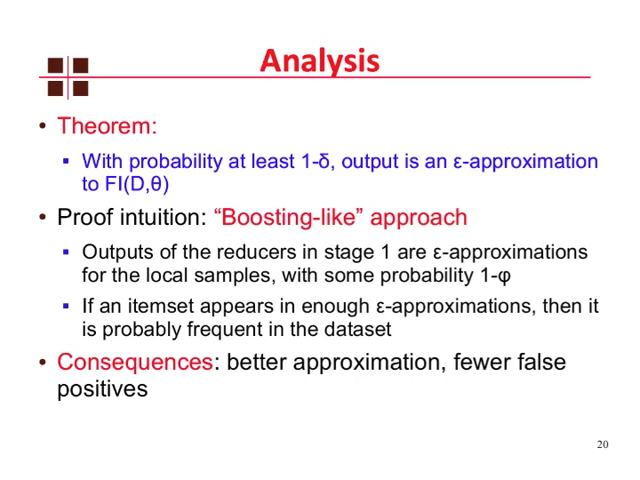 Analysis
• Theorem:
▪ With probability at least 1-δ, output is an ε-approximation
to FI(D,θ)
• Proof intuition: “Boosting-like” approach
▪ Outputs of the reducers in stage 1 are ε-approximations
for the local samples, with some probability 1-φ
▪ If an itemset appears in enough ε-approximations, then it
is probably frequent in the dataset
• Consequences: better approximation, fewer false
positives
20